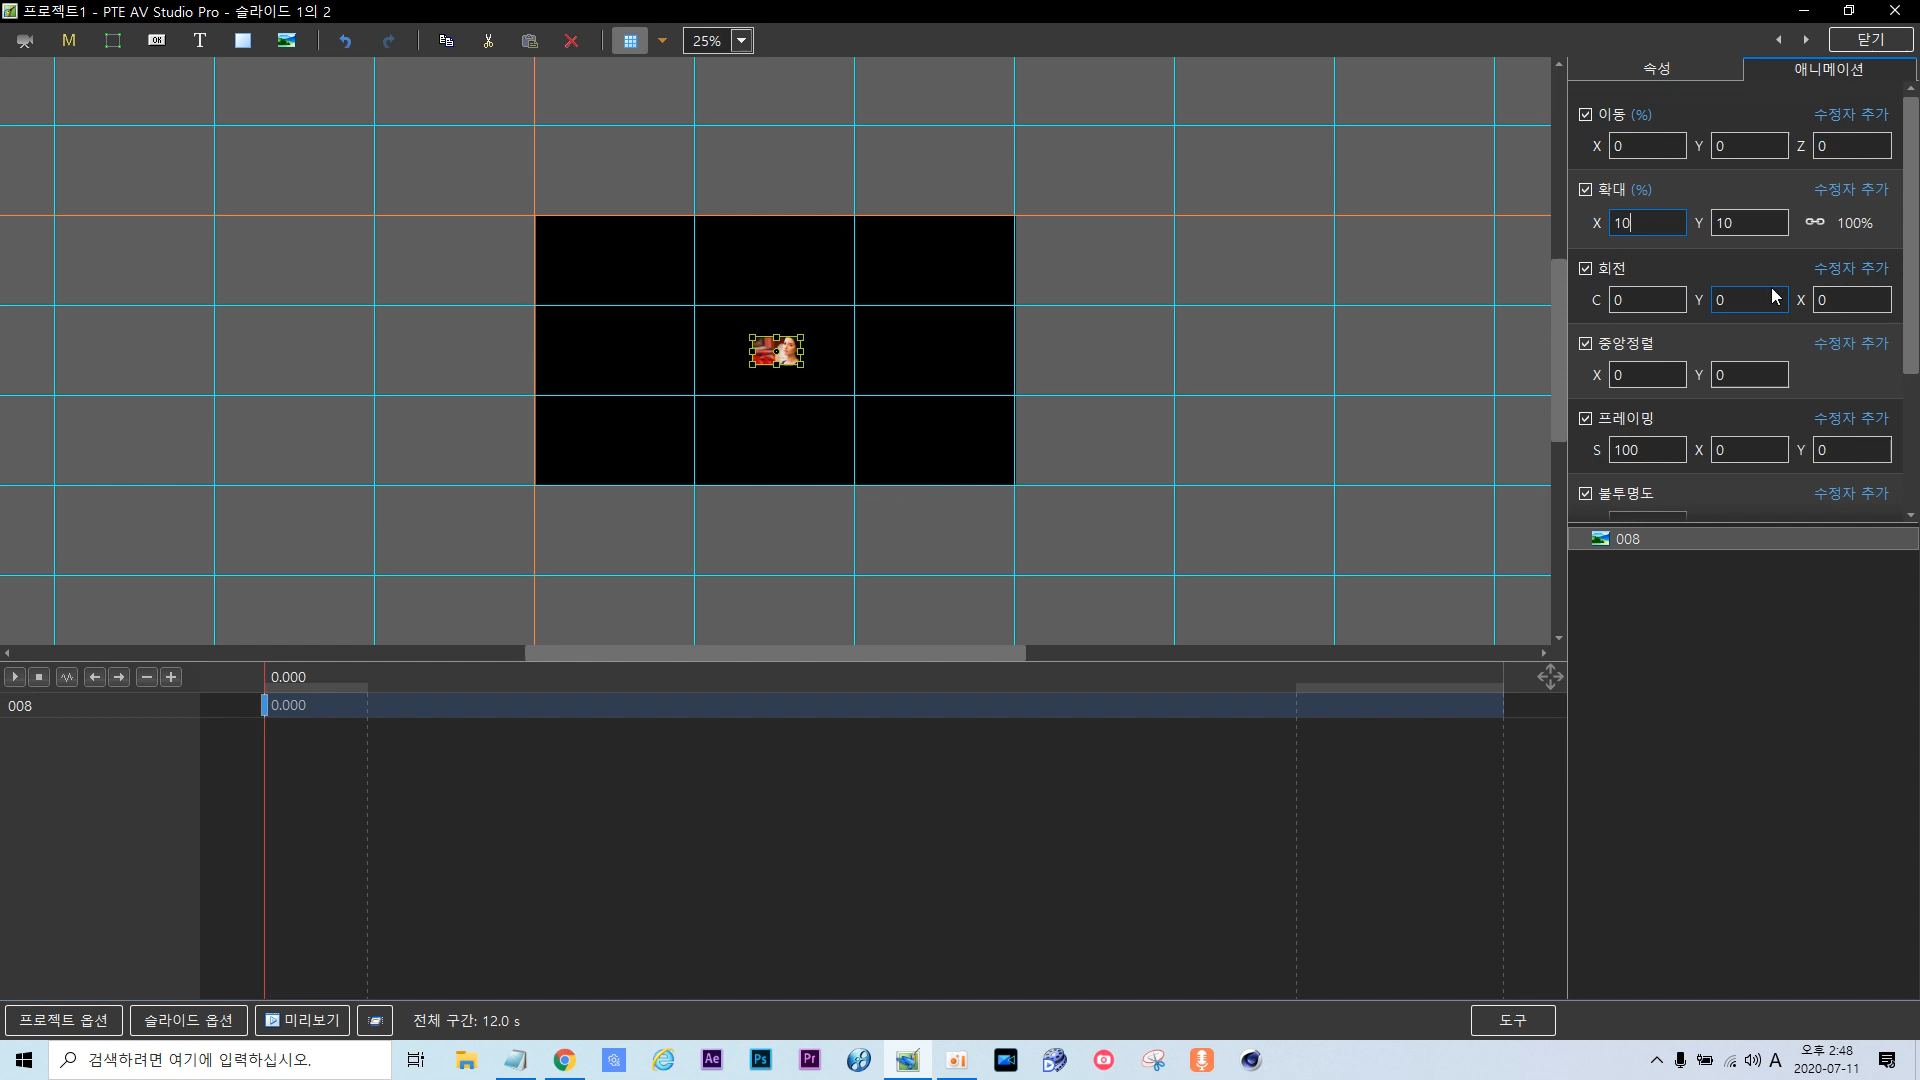 프로젝트1 - PTE AV Studio Pro - 슬라이드 1의 2
M OK T 25% 닫기
속성 애니메이션
이동 (%) 수정자 추가
X 0 Y 0 Z 0
확대 (%) 수정자 추가
X 10 Y 10 100%
회전 수정자 추가
C 0 Y 0 X 0
중앙정렬 수정자 추가
X 0 Y 0
프레이밍 수정자 추가
S 100 X 0 Y 0
불투명도 수정자 추가
008
0.000
008 0.000
프로젝트 옵션 슬라이드 옵션 미리보기 전체 구간: 12.0 s 도구
검색하려면 여기에 입력하십시오.
Ae Ps Pr
A 오후 2:48
2020-07-11